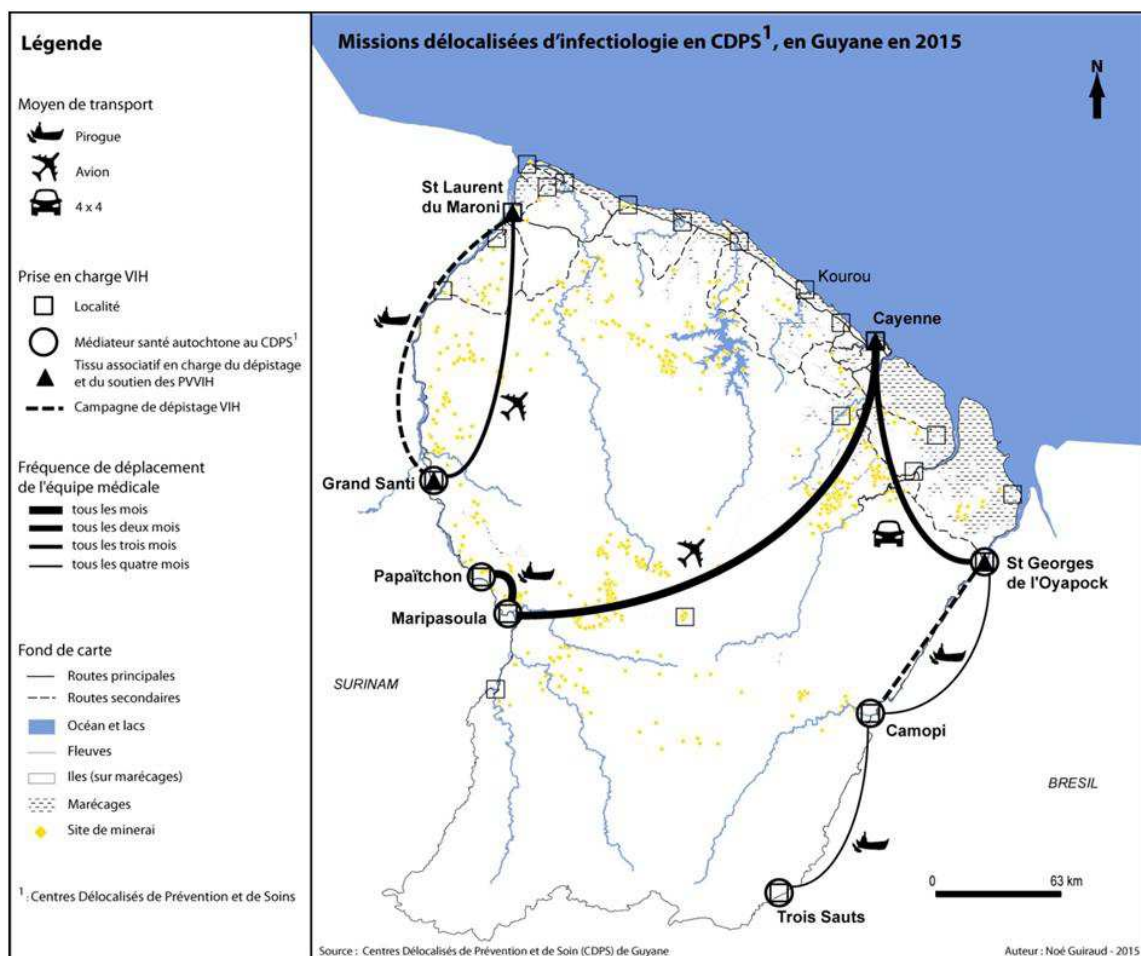 Légende
Moyen de transport
Pirogue
Avion
4 x 4
Prise en charge VIH
Localité
Médiateur santé autochtone au CDPS1
Tissu associatif en charge du dépistage
et du soutien des PVVIH
Campagne de dépistage VIH
Fréquence de déplacement
de l'équipe médicale
tous les mois
tous les deux mois
tous les trois mois
tous les quatre mois
Fond de carte
Routes principales
Routes secondaires
Océan et lacs
Fleuves
Iles (sur marécages)
Marécages
Site de minerai
1 : Centres Délocalisés de Prévention et de Soins
Missions délocalisées d'infectiologie en CDPS1, en Guyane en 2015
N
St Laurent
du Maroni
Kourou
Cayenne
Grand Santi
Papaïtchon
Maripasoula
St Georges
de l'Oyapock
SURINAM
Camopi
BRESIL
Trois Sauts
0 63 km
Source : Centres Délocalisés de Prévention et de Soin (CDPS) de Guyane
Auteur : Noé Guiraud - 2015